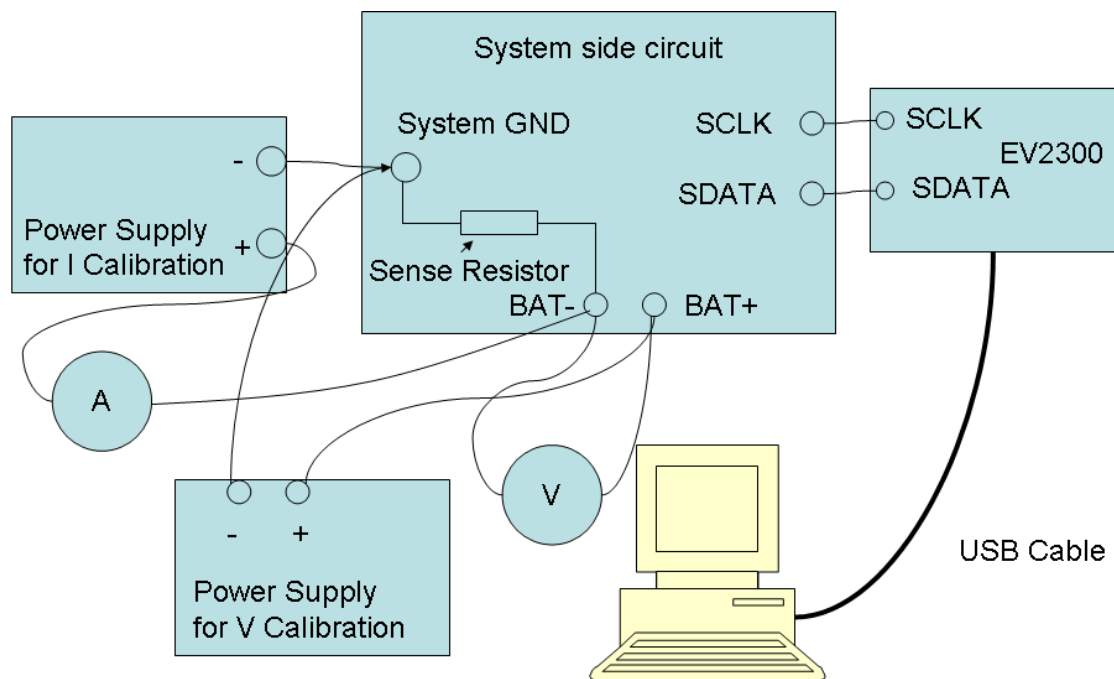 System side circuit
System GND
SCLK
SCLK
EV2300
SDATA
SDATA
-
+
Power Supply
for I Calibration
Sense Resistor
BAT-
BAT+
A
V
-
+
Power Supply
for V Calibration
USB Cable